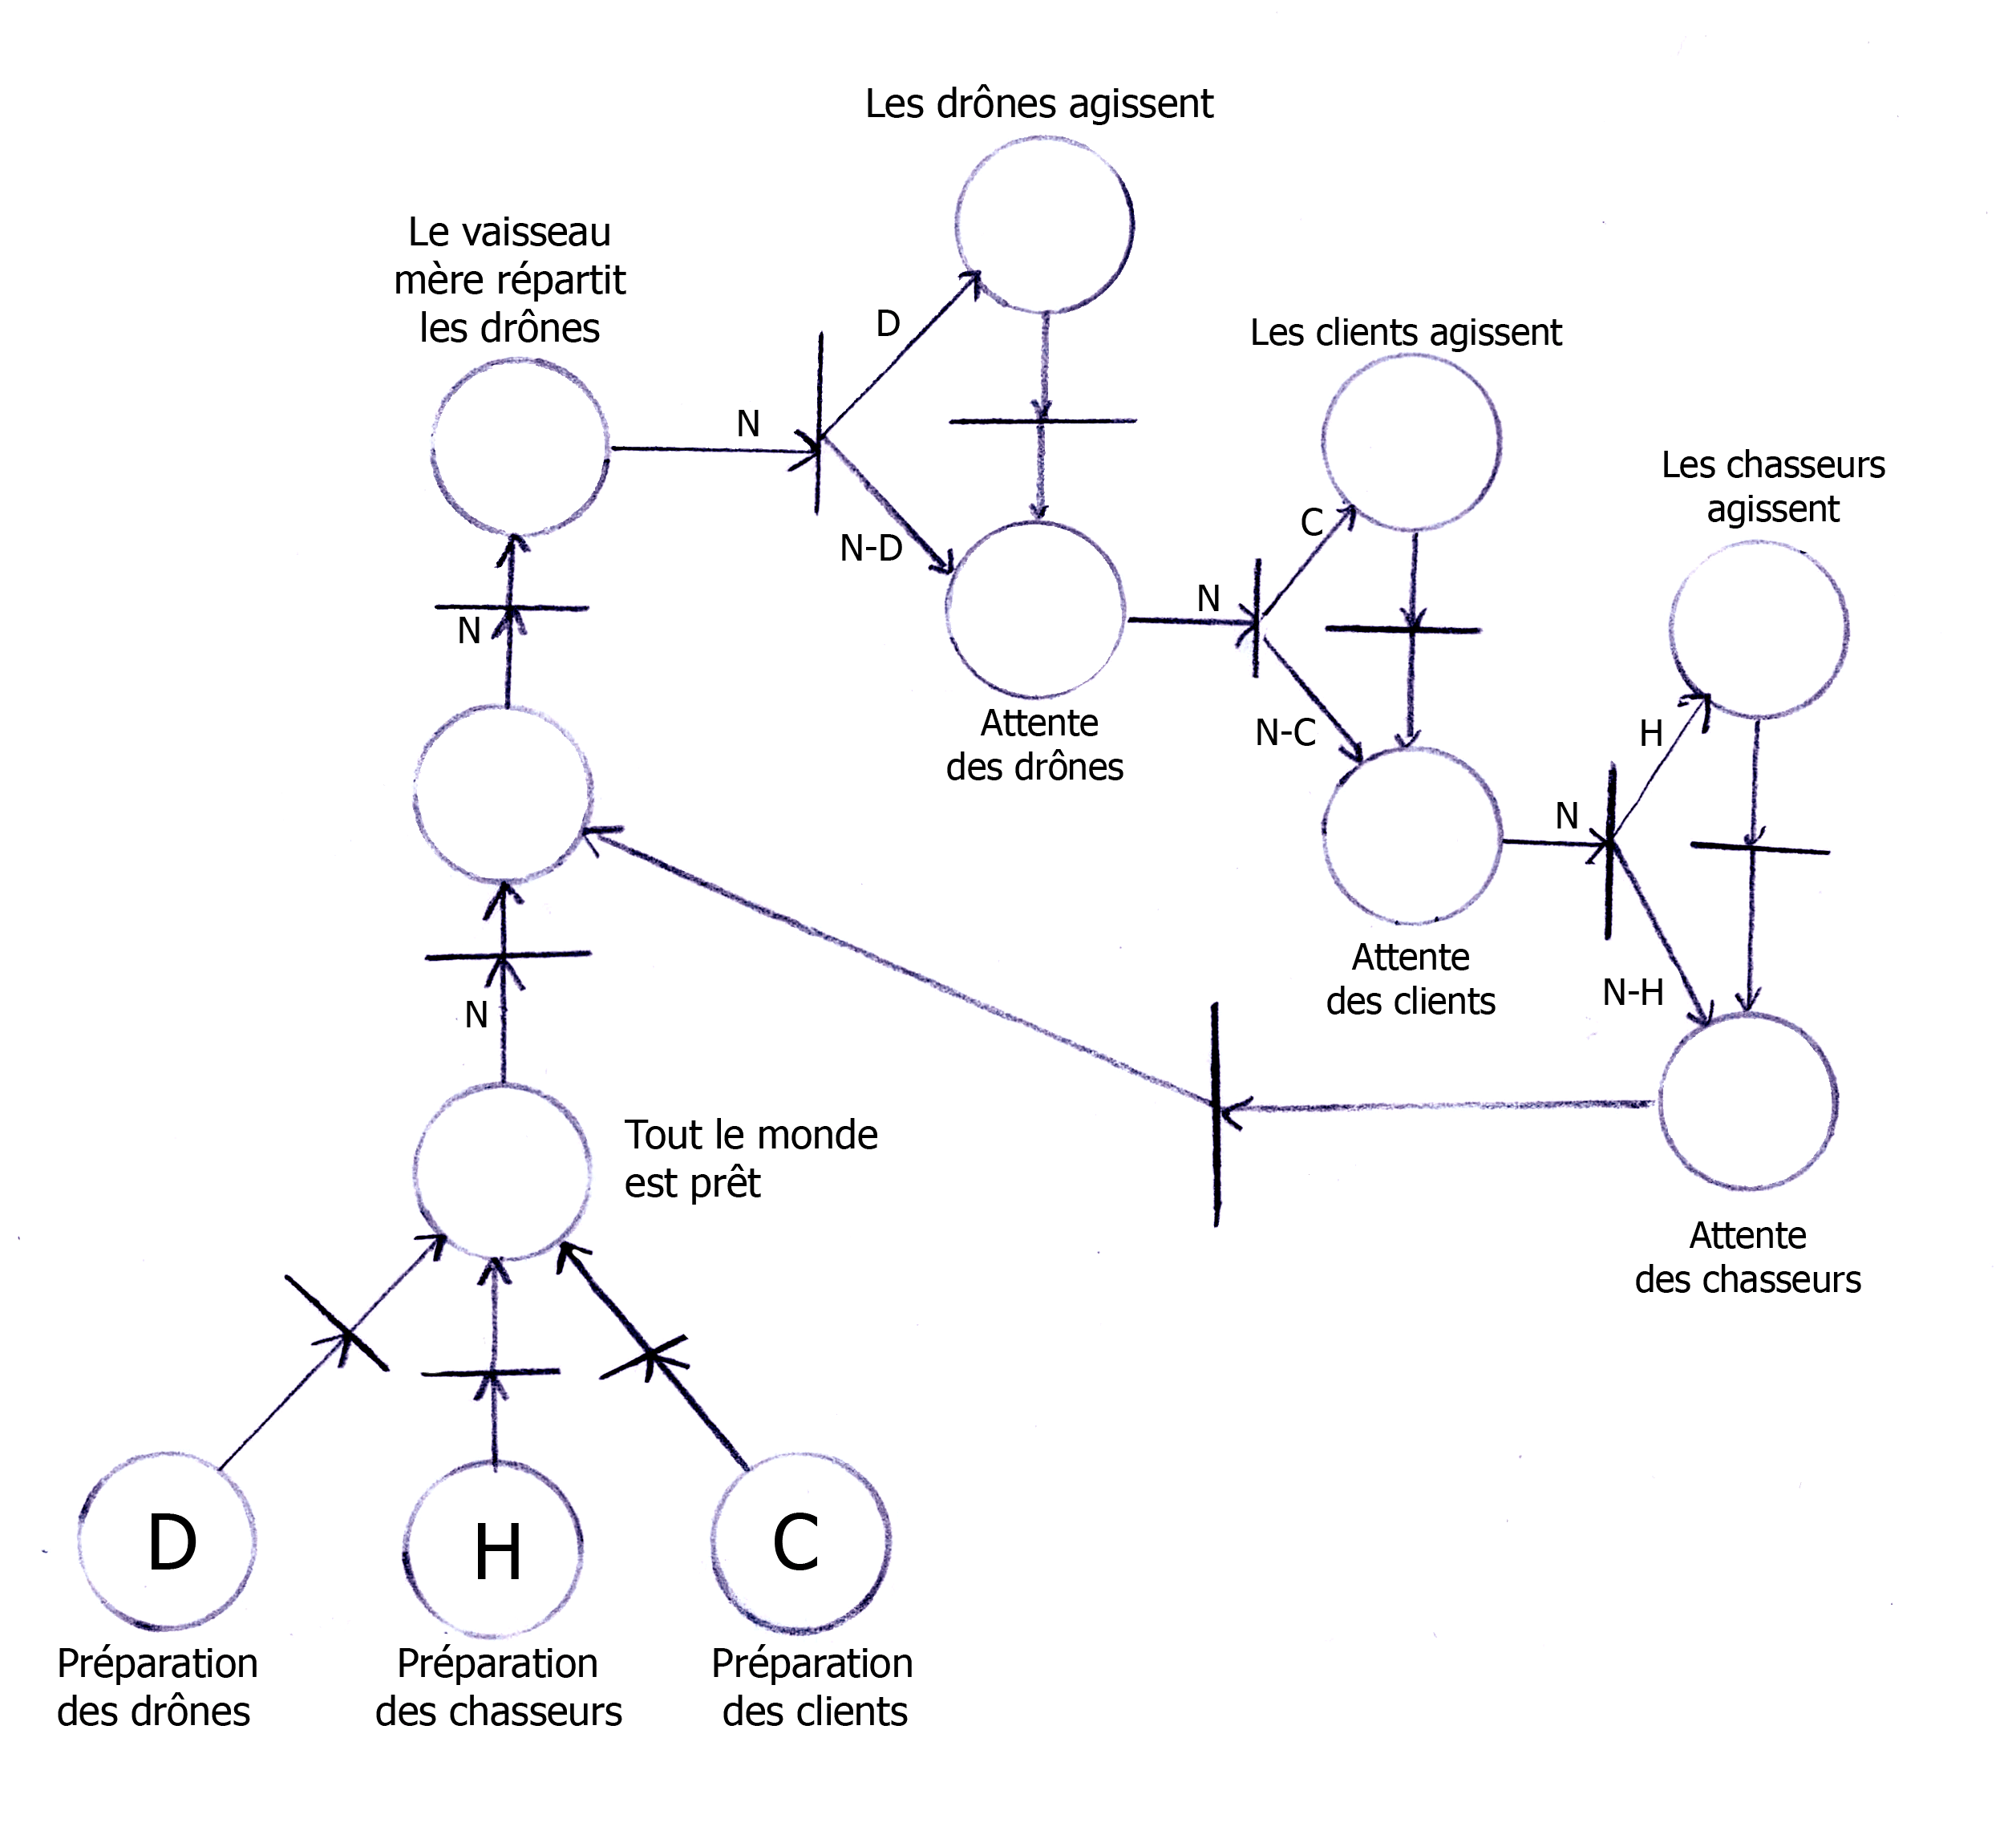 Les drônes agissent
Le vaisseau
mère répartit
les drônes
D
N
N-D
Les clients agissent
Les chasseurs
agissent
C
N
N-C
N
Attente
des drônes
H
N
N-H
Attente
des clients
N
Tout le monde
est prêt
Attente
des chasseurs
D
H
C
Préparation
des drônes
Préparation
des chasseurs
Préparation
des clients